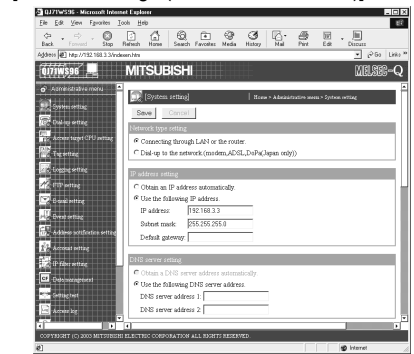 QJ71WS96 - Microsoft Internet Explorer
File Edit View Favorites Tools Help
Back Forward Stop Refresh Home Search Favorites Media History Mail Print Edit Discuss
Address http://192.168.3.3/indexen.htm Go Links »
QJ71WS96 MITSUBISHI MELSEC-Q
Administrative menu
System setting
Dial-up setting
Access target CPU setting
Tag setting
Logging setting
FTP setting
E-mail setting
Event setting
Address notification setting
Account setting
IP filter setting
CF Data management
Setting test
Access log
[System setting] Home > Administrative menu > System setting
Save Cancel
Network type setting
Connecting through LAN or the router.
Dial-up to the network(modem,ADSL,DoPa(Japan only))
IP address setting
Obtain an IP address automatically.
Use the following IP address.
IP address: 192.168.3.3
Subnet mask: 255.255.255.0
Default gateway:
DNS server setting
Obtain a DNS server address automatically.
Use the following DNS server address.
DNS server address 1:
DNS server address 2:
COPYRIGHT (C) 2003 MITSUBISHI ELECTRIC CORPORATION ALL RIGHTS RESERVED
Internet